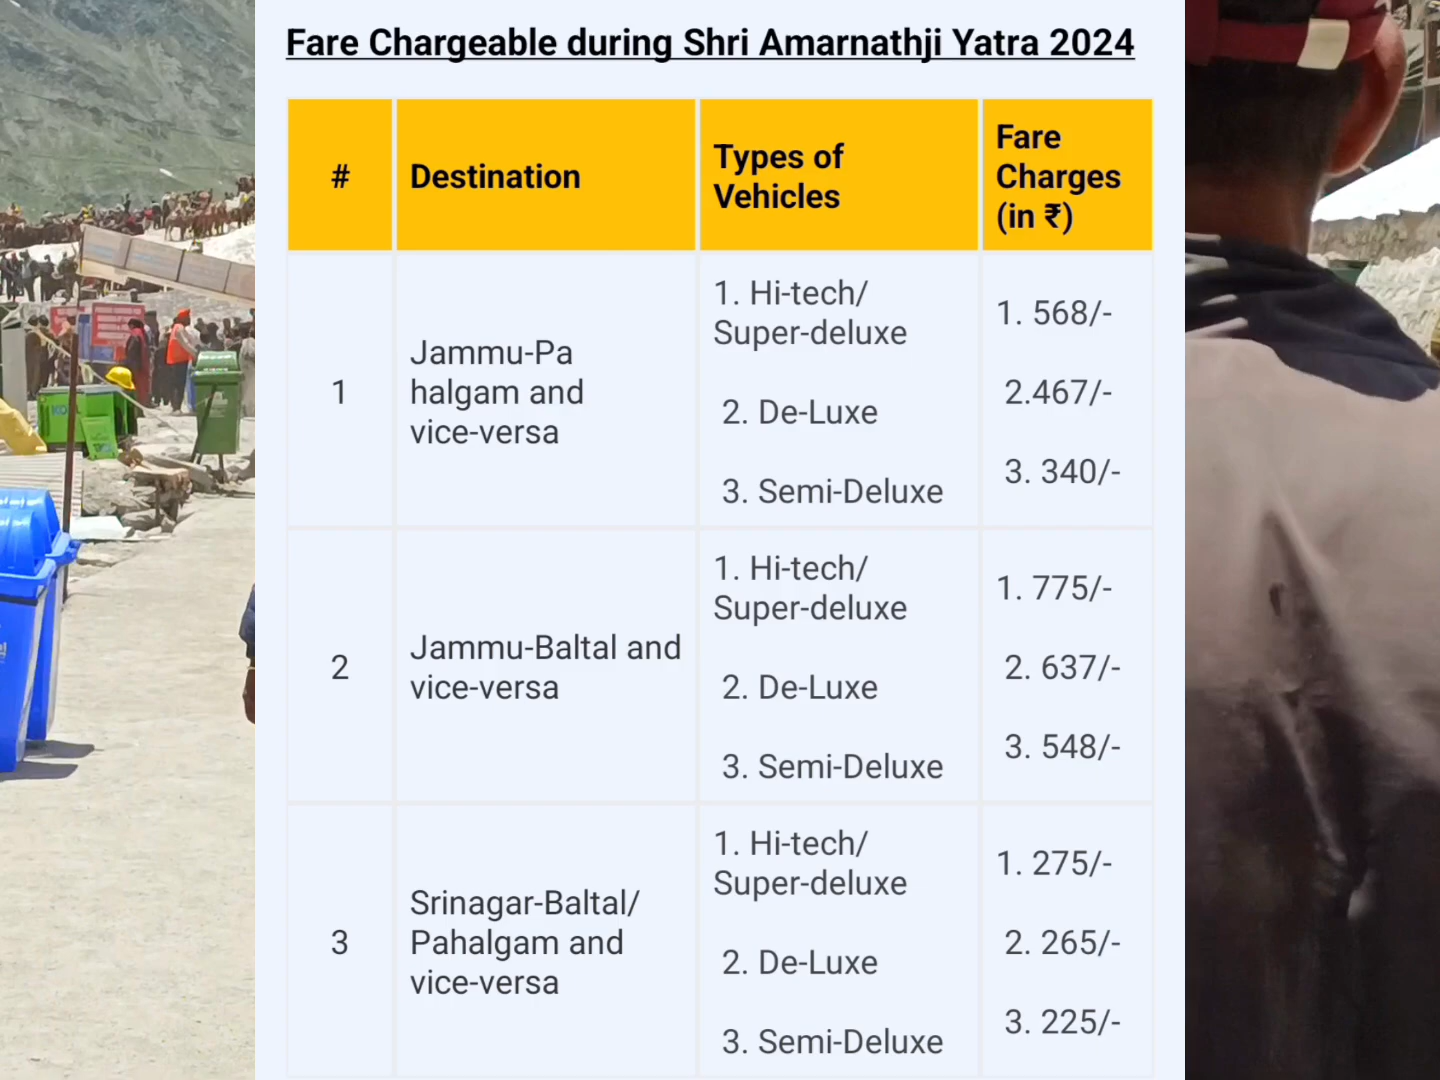 Fare Chargeable during Shri Amarnathji Yatra 2024
#
Destination
Types of
Vehicles
Fare
Charges
(in ₹)
1
Jammu-Pa
halgam and
vice-versa
1. Hi-tech/
Super-deluxe
2. De-Luxe
3. Semi-Deluxe
1. 568/-
2.467/-
3. 340/-
2
Jammu-Baltal and
vice-versa
1. Hi-tech/
Super-deluxe
2. De-Luxe
3. Semi-Deluxe
1. 775/-
2. 637/-
3. 548/-
3
Srinagar-Baltal/
Pahalgam and
vice-versa
1. Hi-tech/
Super-deluxe
2. De-Luxe
3. Semi-Deluxe
1. 275/-
2. 265/-
3. 225/-